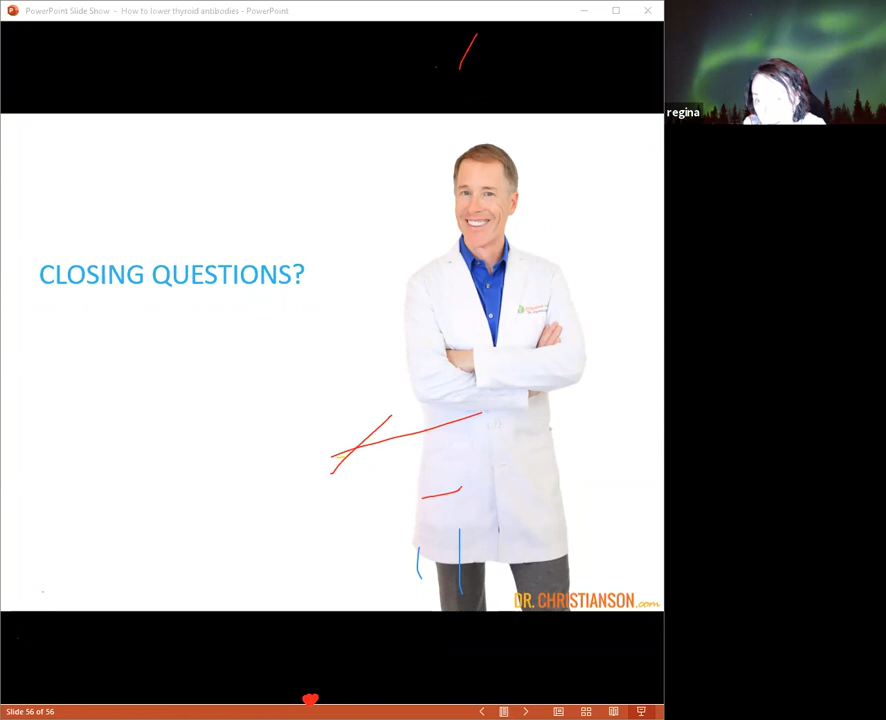 PowerPoint Slide Show - How to lower thyroid antibodies - PowerPoint
regina
CLOSING QUESTIONS?
DR. CHRISTIANSON.com
Slide 56 of 56